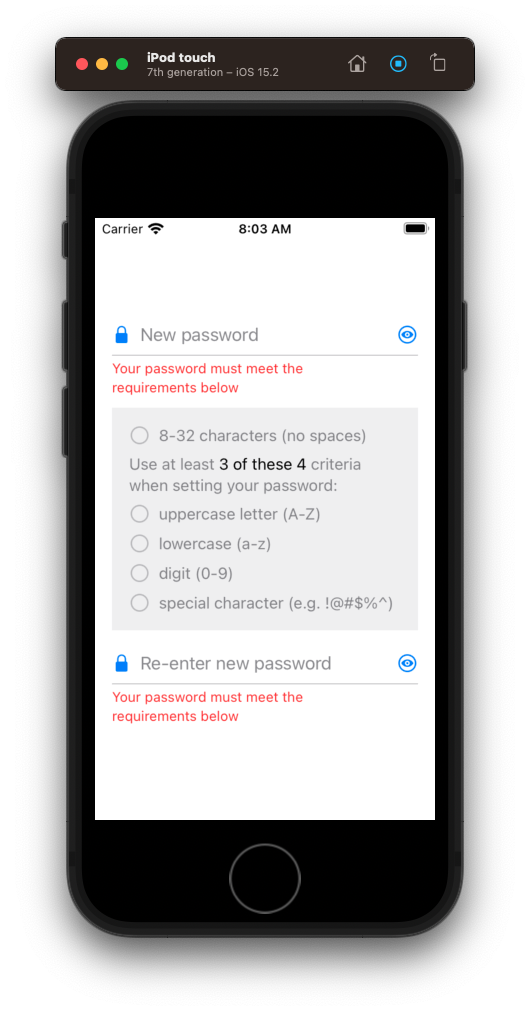 iPod touch
7th generation – iOS 15.2
Carrier 8:03 AM
New password
Your password must meet the
requirements below
8-32 characters (no spaces)
Use at least 3 of these 4 criteria
when setting your password:
uppercase letter (A-Z)
lowercase (a-z)
digit (0-9)
special character (e.g. !@#$%^)
Re-enter new password
Your password must meet the
requirements below